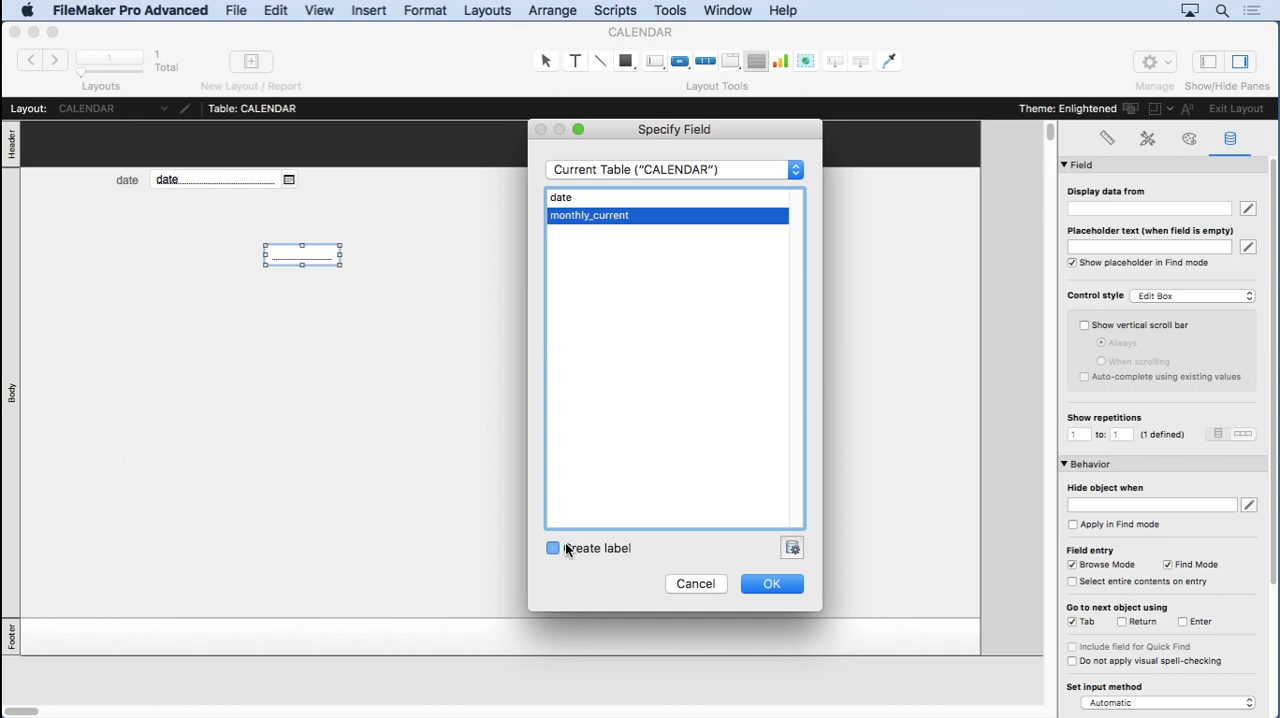 FileMaker Pro Advanced File Edit View Insert Format Layouts Arrange Scripts Tools Window Help
CALENDAR
1
1
Total
Layouts
New Layout / Report
Layout Tools
Manage
Show/Hide Panes
Layout: CALENDAR
Table: CALENDAR
Theme: Enlightened
Exit Layout
Header
Body
Footer
date
date
Specify Field
Current Table ("CALENDAR")
date
monthly_current
Create label
Cancel
OK
Field
Display data from
Placeholder text (when field is empty)
Show placeholder in Find mode
Control style Edit Box
Show vertical scroll bar
Always
When scrolling
Auto-complete using existing values
Show repetitions
1 to: 1 (1 defined)
Behavior
Hide object when
Apply in Find mode
Field entry
Browse Mode Find Mode
Select entire contents on entry
Go to next object using
Tab Return Enter
Include field for Quick Find
Do not apply visual spell-checking
Set input method
Automatic